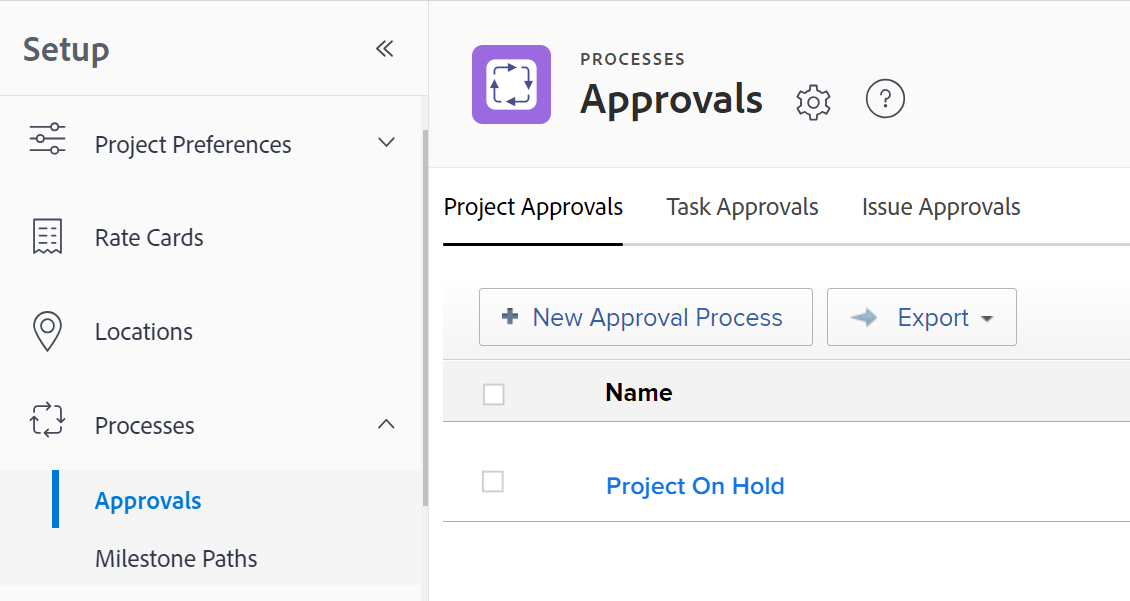 Setup
Project Preferences
Rate Cards
Locations
Processes
Approvals
Milestone Paths
PROCESSES
Approvals
?
Project Approvals Task Approvals Issue Approvals
New Approval Process Export
Name
Project On Hold